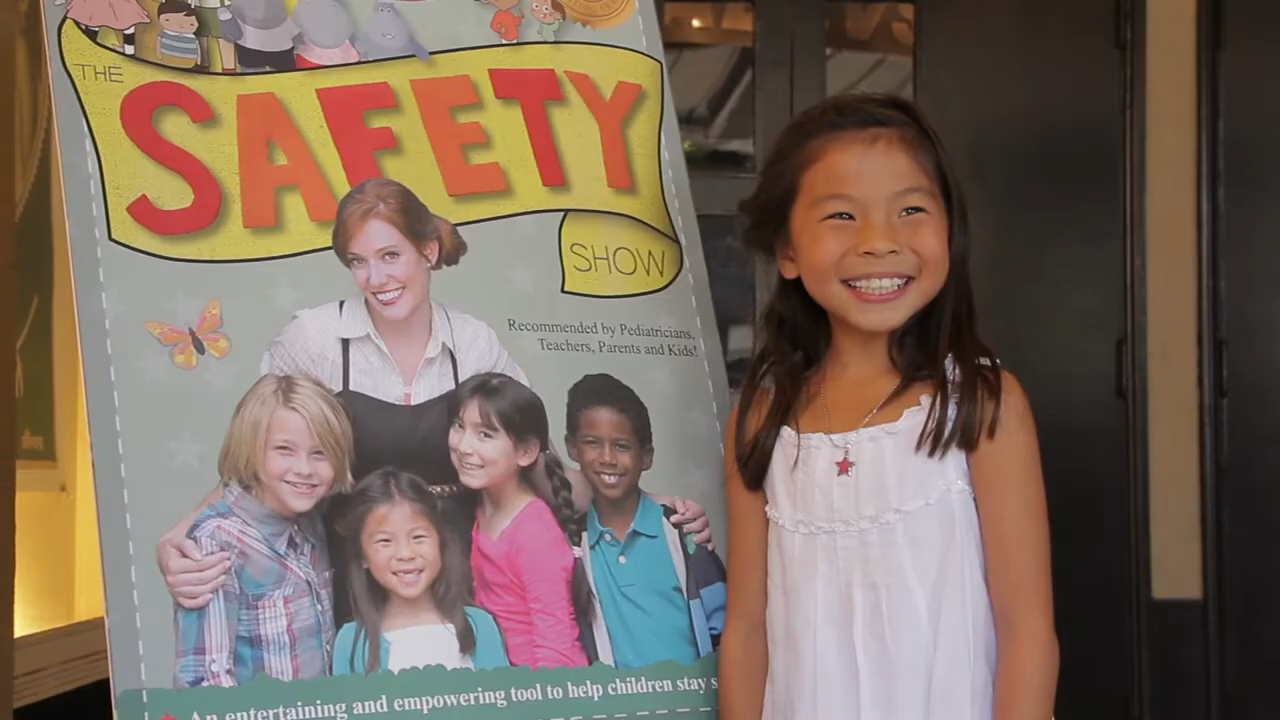 THE
SAFETY
SHOW
Recommended by Pediatricians,
Teachers, Parents and Kids!
An entertaining and empowering tool to help children stay s